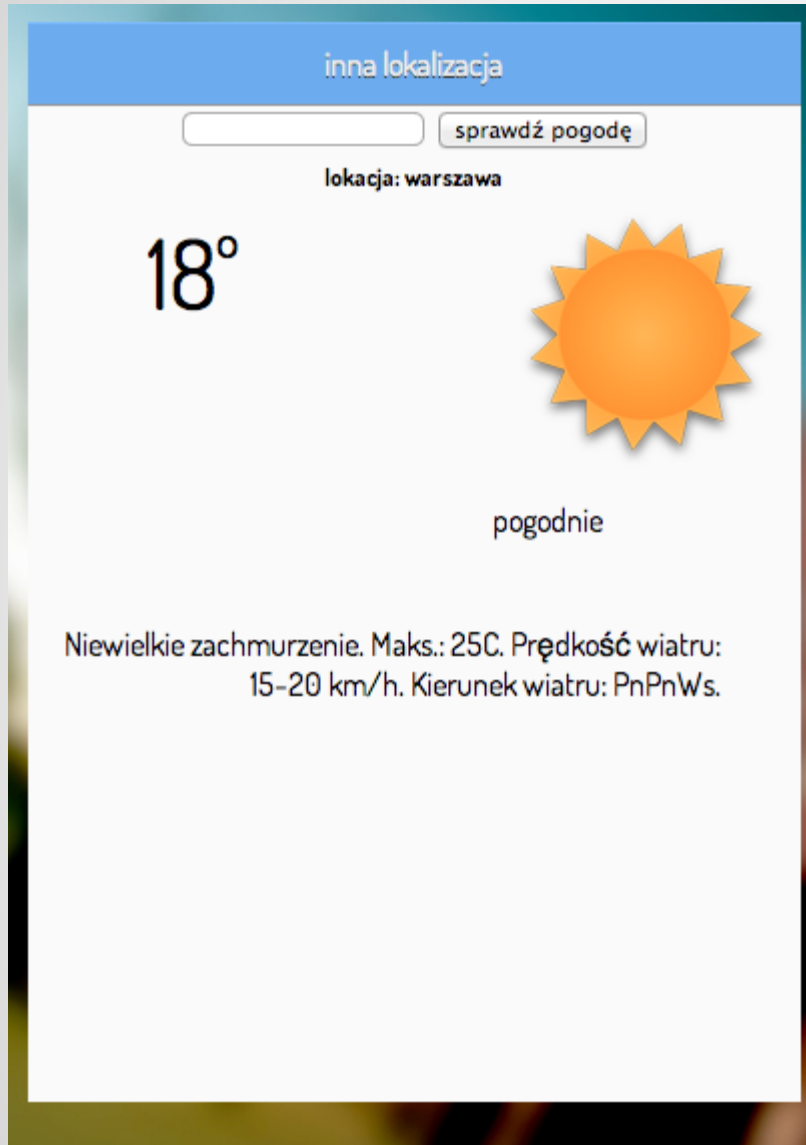 inna lokalizacja
sprawdź pogodę
lokacja: warszawa
18°
pogodnie
Niewielkie zachmurzenie. Maks.: 25C. Prędkość wiatru:
15-20 km/h. Kierunek wiatru: PnPnWs.